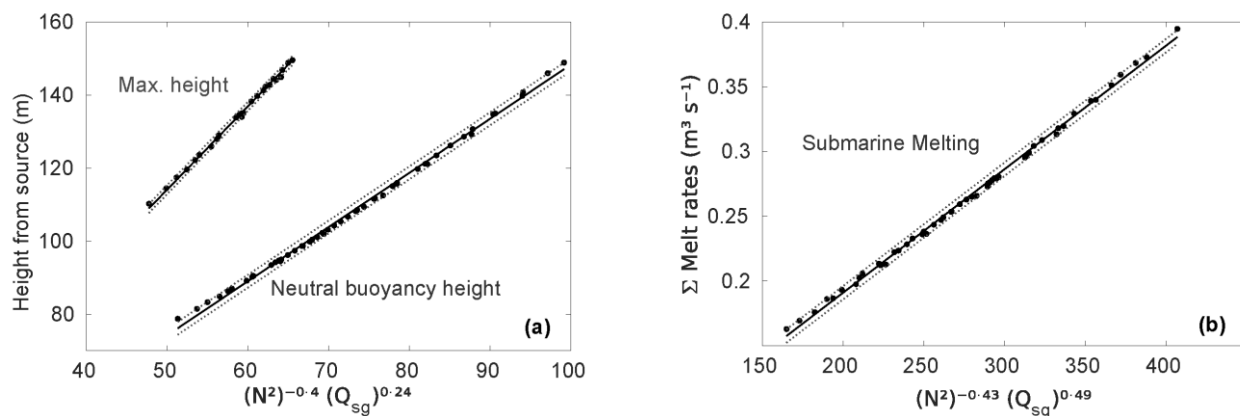 160
140
120
100
80
Height from source (m)
Max. height
Neutral buoyancy height
(a)
40 50 60 70 80 90 100
(N²)⁻⁰·⁴ (Q_sg)⁰·²⁴
0.4
0.35
0.3
0.25
0.2
Σ Melt rates (m³ s⁻¹)
Submarine Melting
(b)
150 200 250 300 350 400
(N²)⁻⁰·⁴³ (Q_sg)⁰·⁴⁹